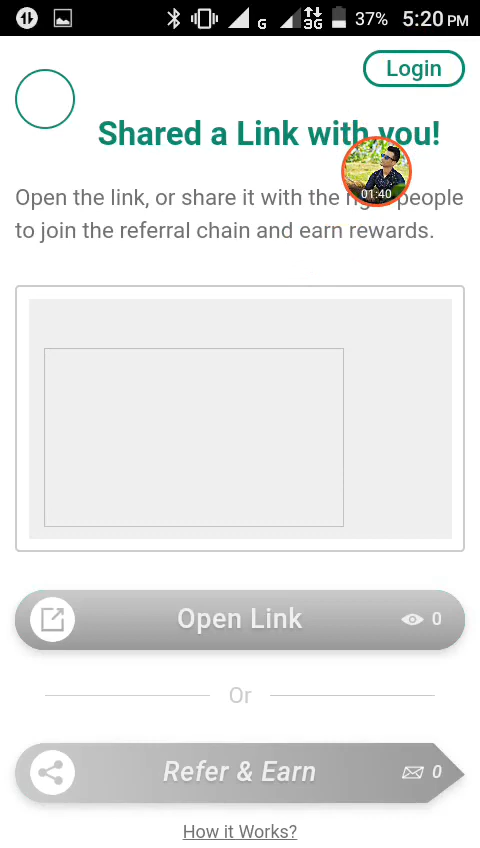 G 3G 37% 5:20 PM
Login
Shared a Link with you!
01:40
Open the link, or share it with the people
to join the referral chain and earn rewards.
Open Link 0
Or
Refer & Earn 0
How it Works?